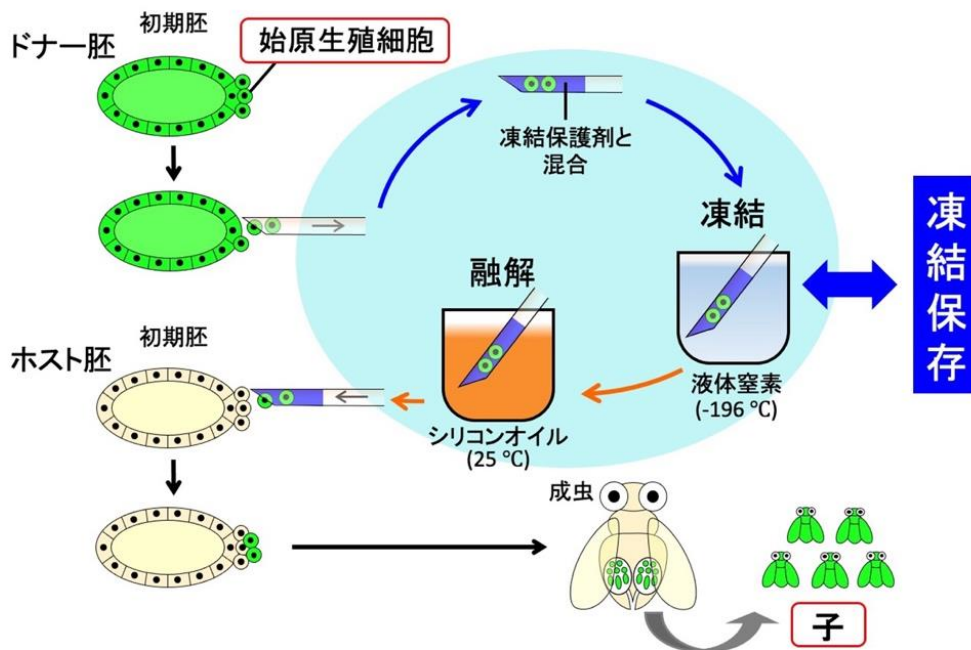 初期胚
ドナー胚
始原生殖細胞
凍結保護剤と
混合
凍結
融解
凍結保存
初期胚
ホスト胚
液体窒素
(-196 ℃)
シリコンオイル
(25 ℃)
成虫
子